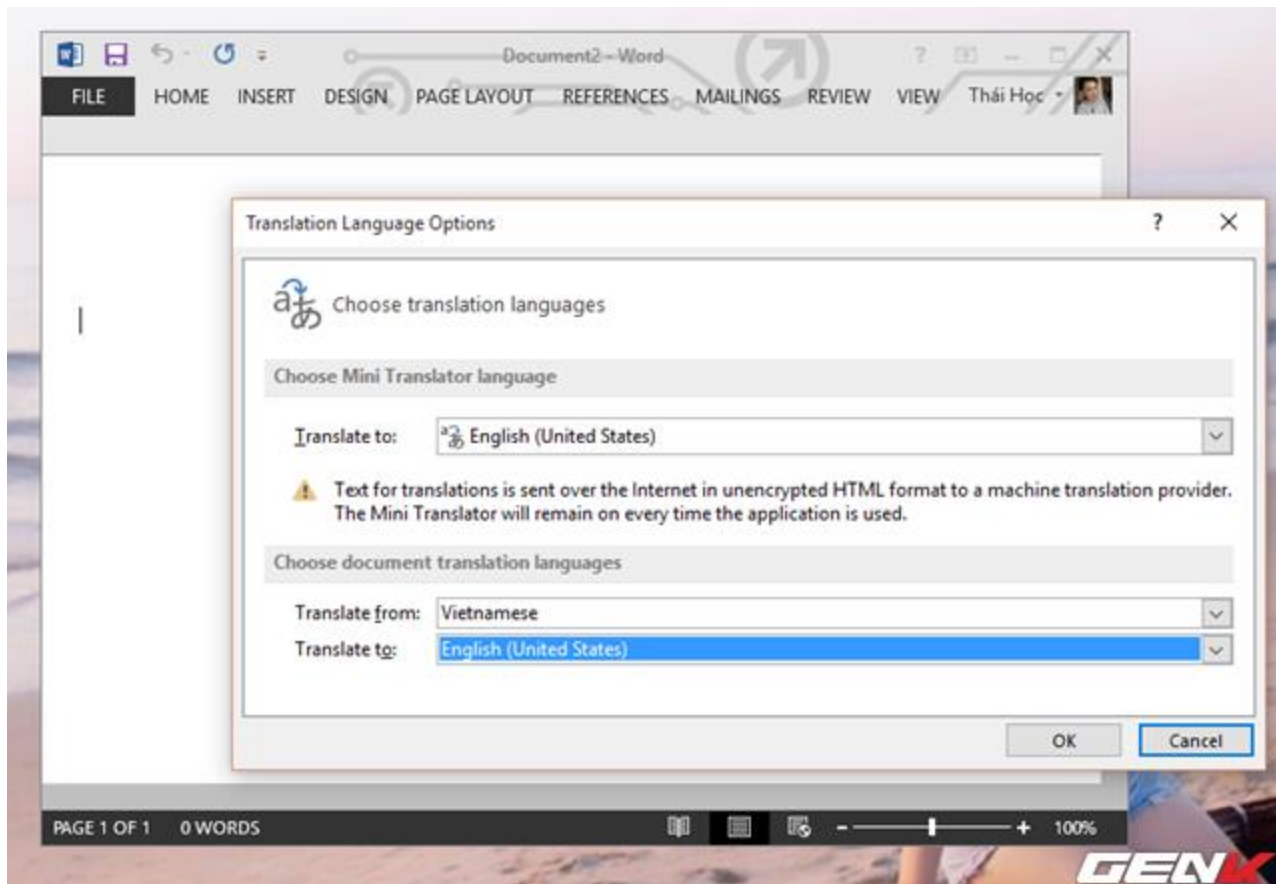 Document2 - Word
FILE HOME INSERT DESIGN PAGE LAYOUT REFERENCES MAILINGS REVIEW VIEW Thái Học
Translation Language Options
Choose translation languages
Choose Mini Translator language
Translate to: English (United States)
Text for translations is sent over the Internet in unencrypted HTML format to a machine translation provider.
The Mini Translator will remain on every time the application is used.
Choose document translation languages
Translate from: Vietnamese
Translate to: English (United States)
OK Cancel
PAGE 1 OF 1 0 WORDS 100%
GENK